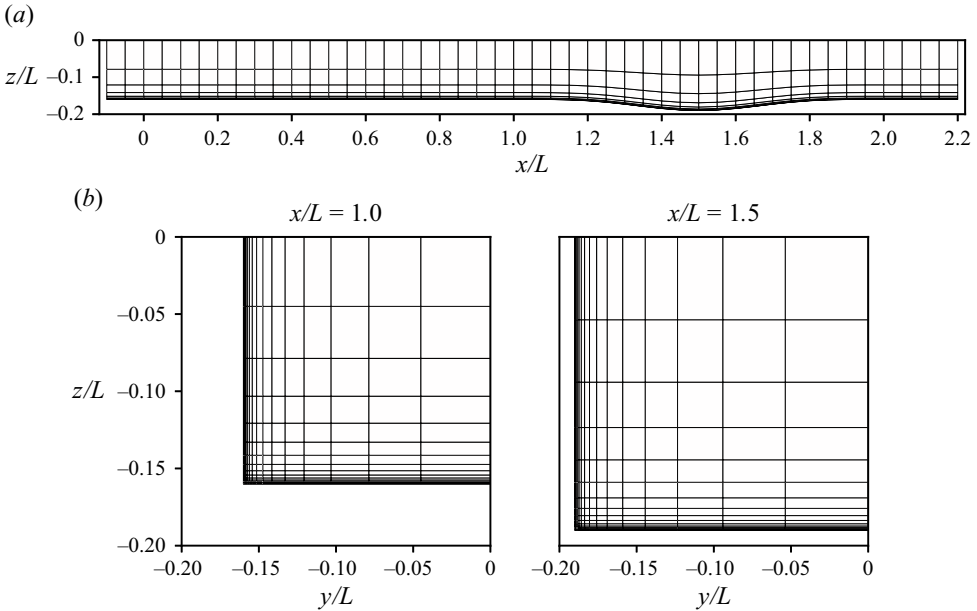 (a)
0
z/L
–0.1
–0.2
0 0.2 0.4 0.6 0.8 1.0 1.2 1.4 1.6 1.8 2.0 2.2
x/L
(b)
x/L = 1.0 x/L = 1.5
0
–0.05
z/L
–0.10
–0.15
–0.20
–0.20 –0.15 –0.10 –0.05 0 –0.20 –0.15 –0.10 –0.05 0
y/L y/L